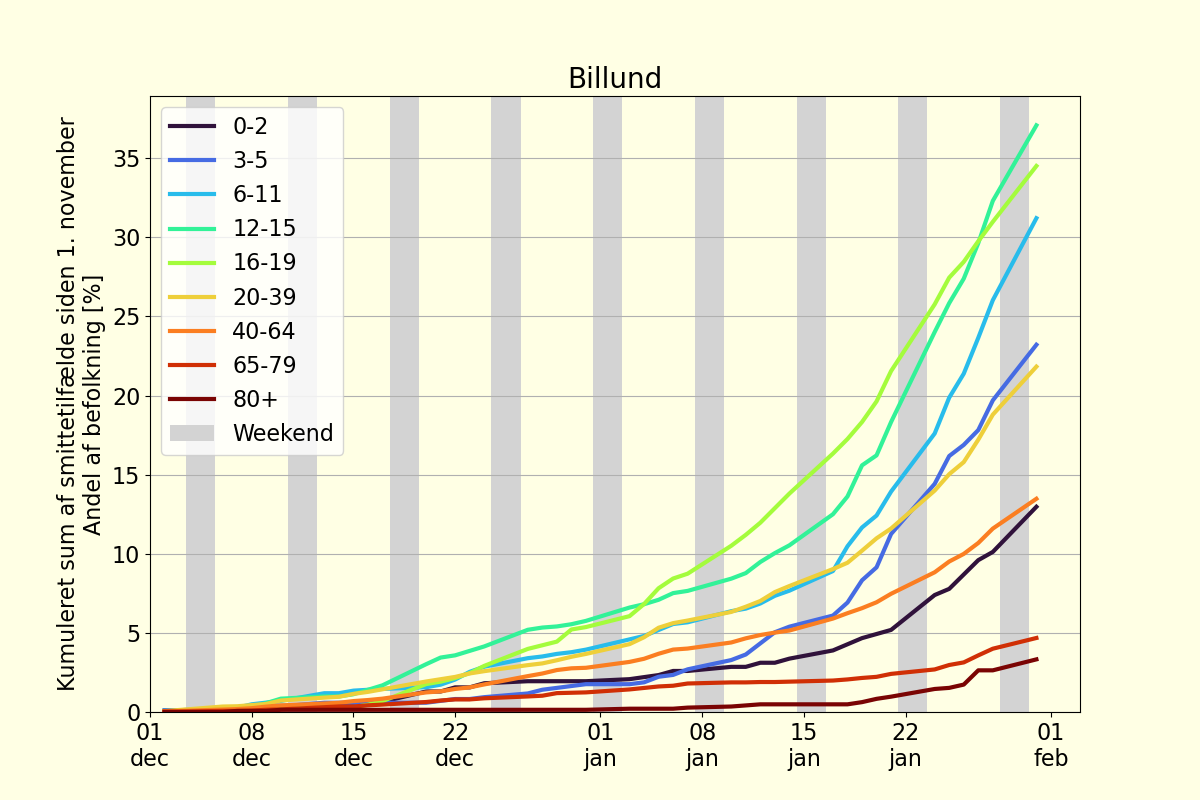 Billund
Kumuleret sum af smittetilfælde siden 1. november
Andel af befolkning [%]
35
30
25
20
15
10
5
0
0-2
3-5
6-11
12-15
16-19
20-39
40-64
65-79
80+
Weekend
01 08 15 22 01 08 15 22 01
dec dec dec dec jan jan jan jan feb